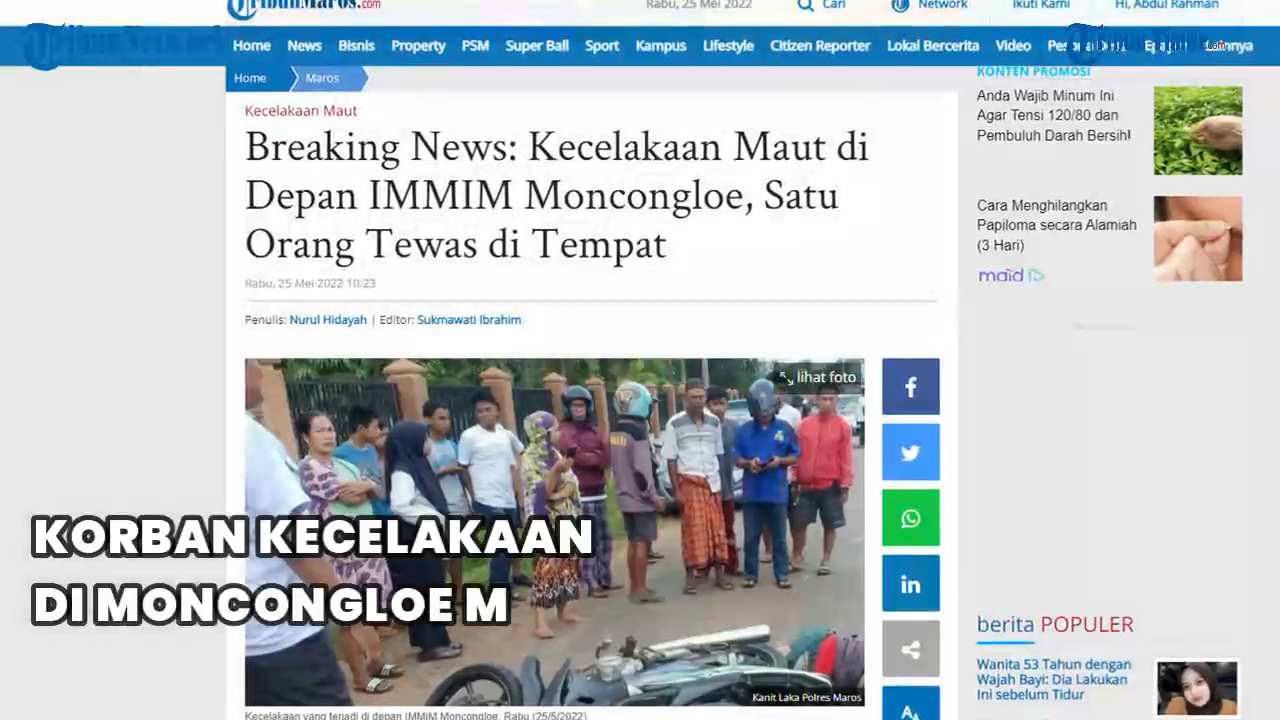 TribunMaros.com
Rabu, 25 Mei 2022
Cari
Network
Ikuti Kami
Hi, Abdul Rahman
Home News Bisnis Property PSM Super Ball Sport Kampus Lifestyle Citizen Reporter Lokal Bercerita Video
Home Maros
Kecelakaan Maut
Breaking News: Kecelakaan Maut di
Depan IMMIM Moncongloe, Satu
Orang Tewas di Tempat
Rabu, 25 Mei 2022 10:23
Penulis: Nurul Hidayah | Editor: Sukmawati Ibrahim
lihat foto
KORBAN KECELAKAAN
DI MONCONGLOE M
Kanit Laka Polres Maros
Kecelakaan yang terjadi di depan IMMIM Moncongloe, Rabu (25/5/2022)
KONTEN PROMOSI
Anda Wajib Minum Ini
Agar Tensi 120/80 dan
Pembuluh Darah Bersih!
Cara Menghilangkan
Papiloma secara Alamiah
(3 Hari)
maid
berita POPULER
Wanita 53 Tahun dengan
Wajah Bayi: Dia Lakukan
Ini sebelum Tidur